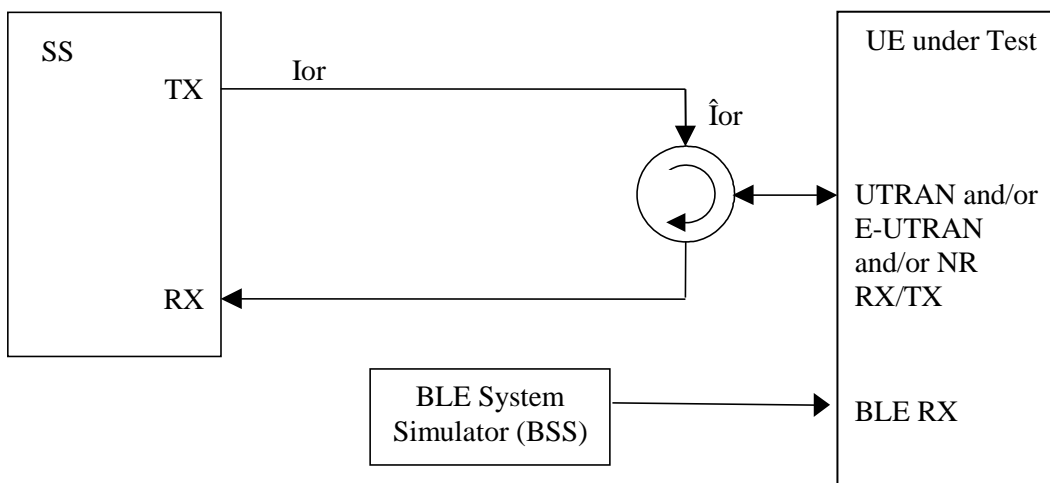 SS
TX
Ior
Îor
RX
UE under Test
UTRAN and/or
E-UTRAN
and/or NR
RX/TX
BLE System
Simulator (BSS)
BLE RX